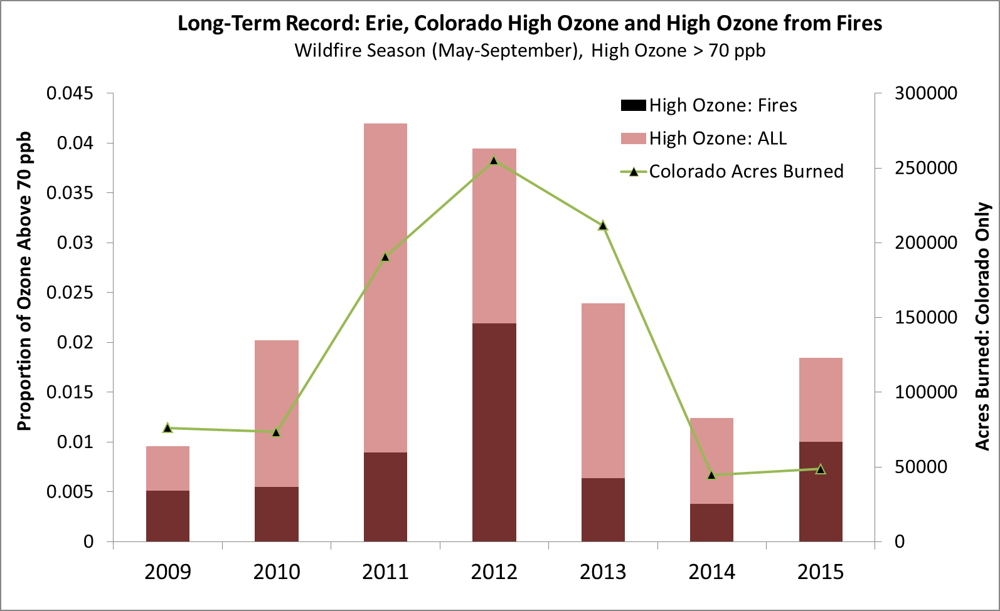 Long-Term Record: Erie, Colorado High Ozone and High Ozone from Fires
Wildfire Season (May-September), High Ozone > 70 ppb
Proportion of Ozone Above 70 ppb
0.045
0.04
0.035
0.03
0.025
0.02
0.015
0.01
0.005
0
High Ozone: Fires
High Ozone: ALL
Colorado Acres Burned
300000
250000
200000
150000
100000
50000
0
Acres Burned: Colorado Only
2009 2010 2011 2012 2013 2014 2015